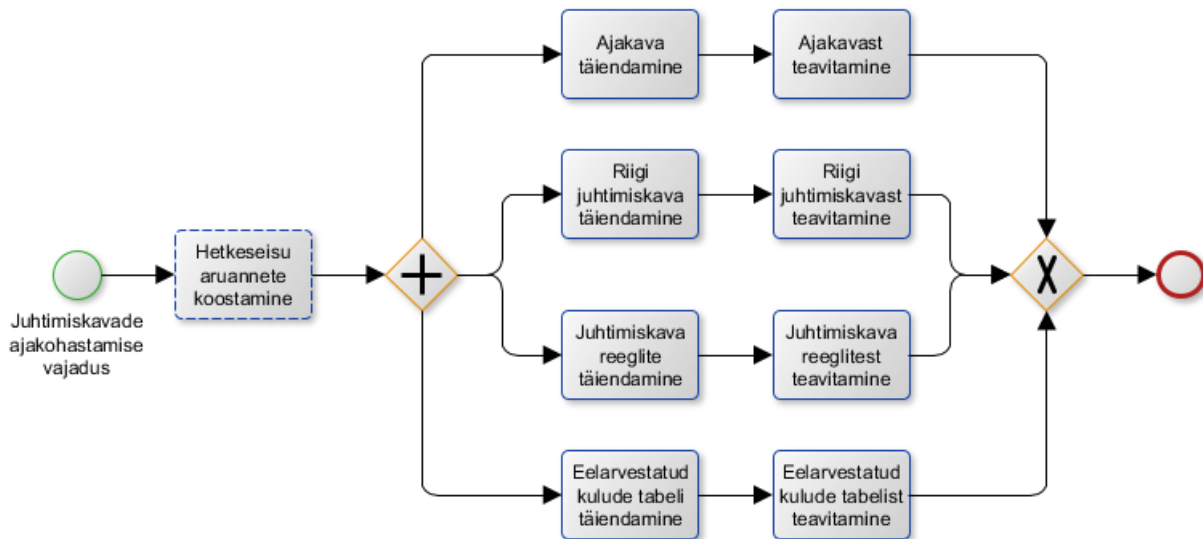 Ajakava
täiendamine
Ajakavast
teavitamine
Riigi
juhtimiskava
täiendamine
Riigi
juhtimiskavast
teavitamine
Hetkeseisu
aruannete
koostamine
Juhtimiskavade
ajakohastamise
vajadus
Juhtimiskava
reeglite
täiendamine
Juhtimiskava
reeglitest
teavitamine
Eelarvestatud
kulude tabeli
täiendamine
Eelarvestatud
kulude tabelist
teavitamine